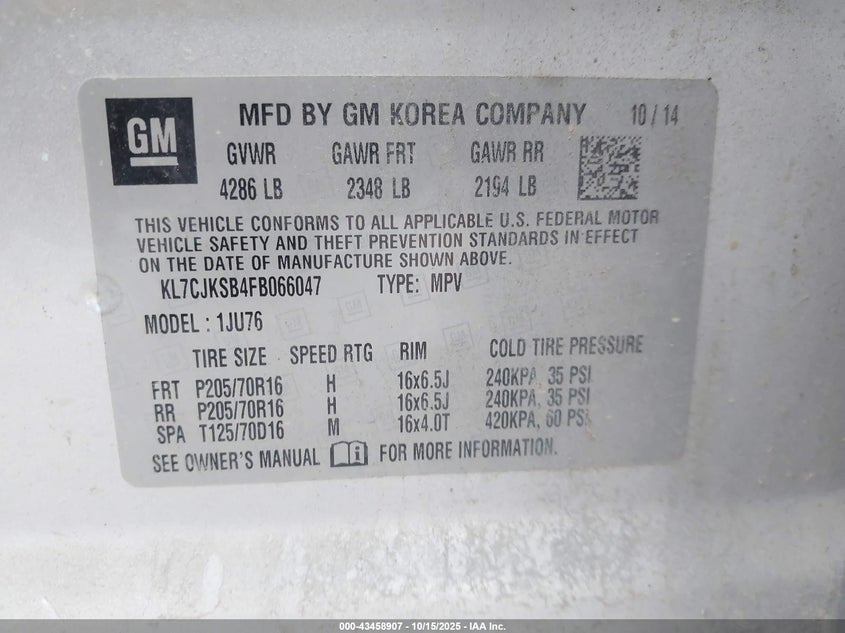 GM
MFD BY GM KOREA COMPANY 10/14
GVWR GAWR FRT GAWR RR
4286 LB 2348 LB 2194 LB
THIS VEHICLE CONFORMS TO ALL APPLICABLE U.S. FEDERAL MOTOR
VEHICLE SAFETY AND THEFT PREVENTION STANDARDS IN EFFECT
ON THE DATE OF MANUFACTURE SHOWN ABOVE.
KL7CJKSB4FB066047 TYPE: MPV
MODEL : 1JU76
TIRE SIZE SPEED RTG RIM COLD TIRE PRESSURE
FRT P205/70R16 H 16x6.5J 240KPA, 35 PSI
RR P205/70R16 H 16x6.5J 240KPA, 35 PSI
SPA T125/70D16 M 16x4.0T 420KPA, 60 PSI
SEE OWNER'S MANUAL i FOR MORE INFORMATION.
000-43458907 - 10/15/2025 - IAA Inc.